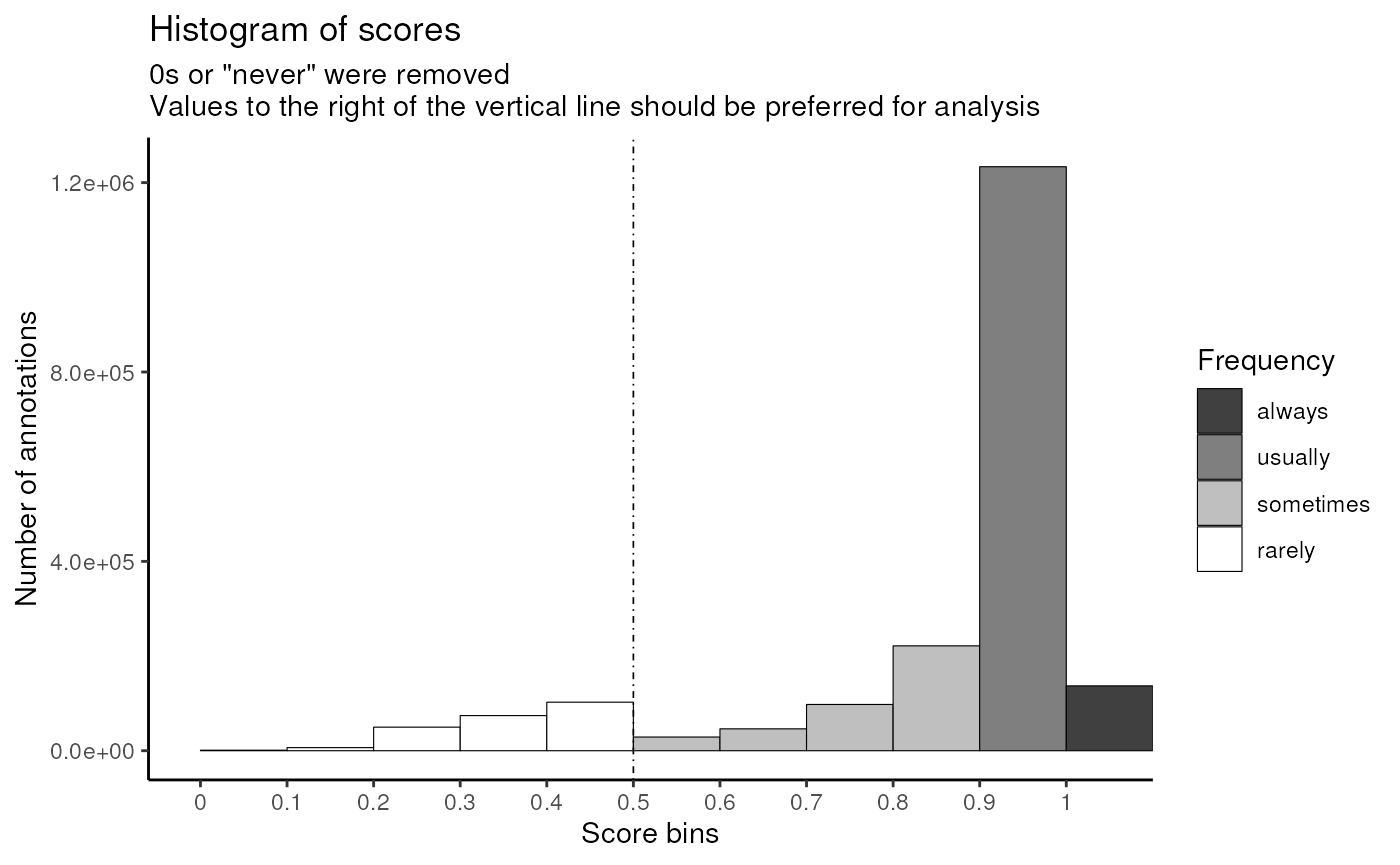 Histogram of scores
0s or "never" were removed
Values to the right of the vertical line should be preferred for analysis
Number of annotations
1.2e+06
8.0e+05
4.0e+05
0.0e+00
0 0.1 0.2 0.3 0.4 0.5 0.6 0.7 0.8 0.9 1
Score bins
Frequency
always
usually
sometimes
rarely